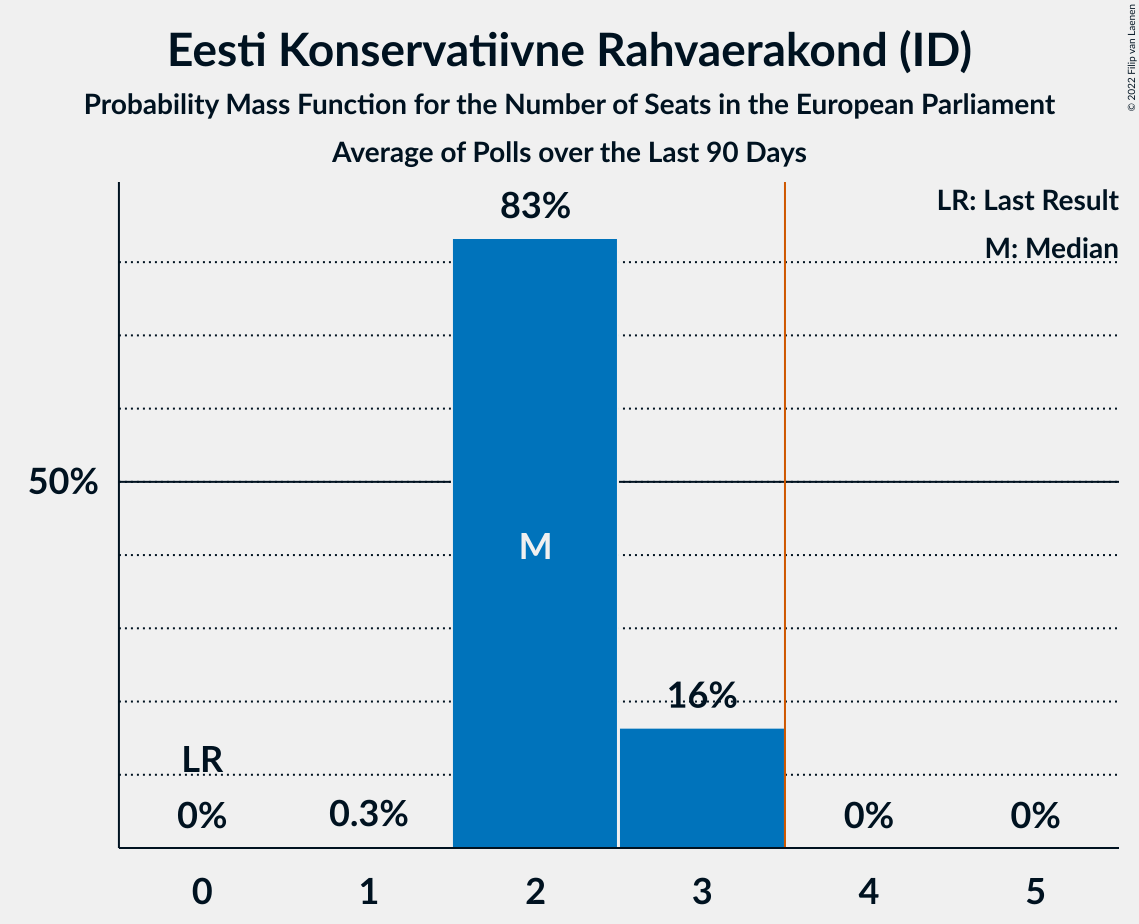 Eesti Konservatiivne Rahvaerakond (ID)
Probability Mass Function for the Number of Seats in the European Parliament
Average of Polls over the Last 90 Days
© 2022 Filip van Laenen
LR: Last Result
M: Median
83%
50%
M
16%
LR
0%
0.3%
0%
0%
0
1
2
3
4
5